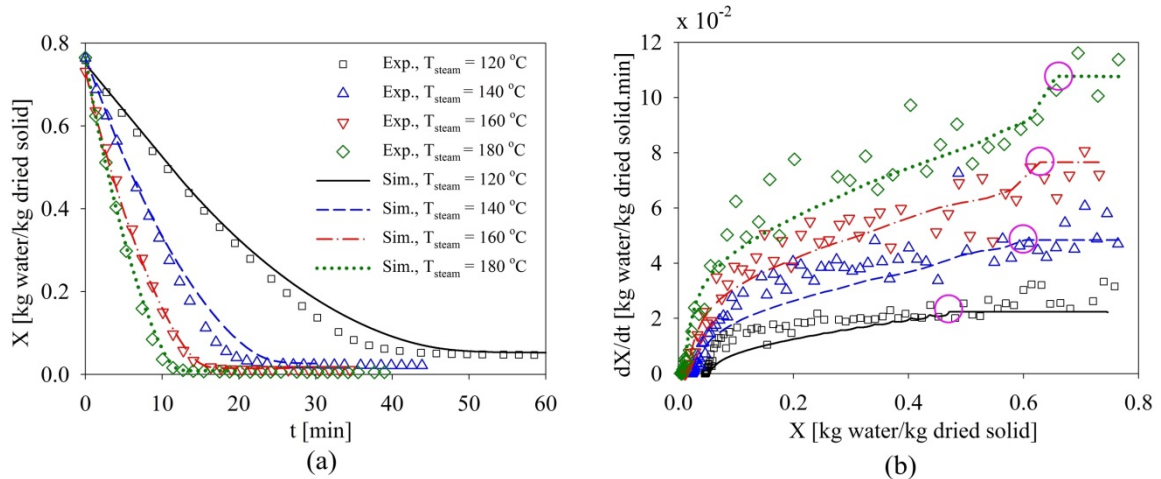 0.8
0.6
0.4
0.2
0.0
X [kg water/kg dried solid]
0 10 20 30 40 50 60
t [min]
Exp., T_steam = 120 °C
Exp., T_steam = 140 °C
Exp., T_steam = 160 °C
Exp., T_steam = 180 °C
Sim., T_steam = 120 °C
Sim., T_steam = 140 °C
Sim., T_steam = 160 °C
Sim., T_steam = 180 °C
(a)
x 10⁻²
12
10
8
6
4
2
0
dX/dt [kg water/kg dried solid.min]
0.0 0.2 0.4 0.6 0.8
X [kg water/kg dried solid]
(b)